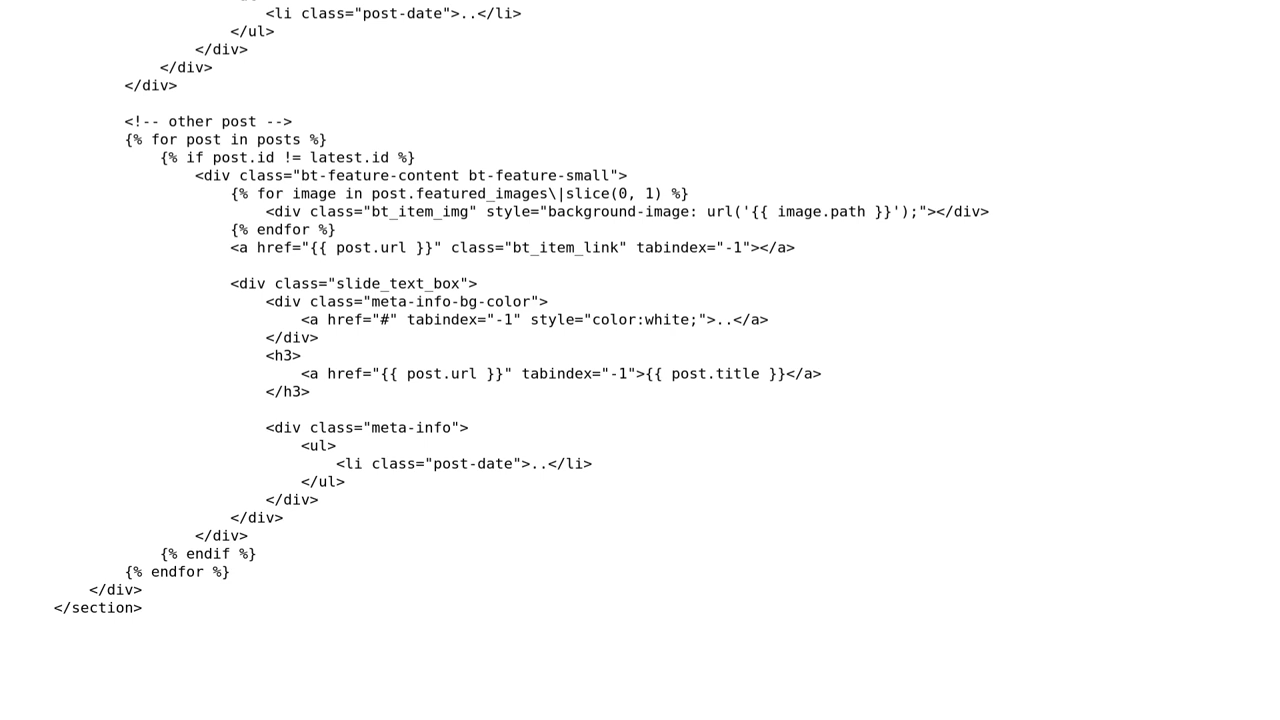 <li class="post-date">..</li>
</ul>
</div>
</div>
</div>
<!-- other post -->
{% for post in posts %}
{% if post.id != latest.id %}
<div class="bt-feature-content bt-feature-small">
{% for image in post.featured_images\|slice(0, 1) %}
<div class="bt_item_img" style="background-image: url('{{ image.path }}');"></div>
{% endfor %}
<a href="{{ post.url }}" class="bt_item_link" tabindex="-1"></a>
<div class="slide_text_box">
<div class="meta-info-bg-color">
<a href="#" tabindex="-1" style="color:white;">..</a>
</div>
<h3>
<a href="{{ post.url }}" tabindex="-1">{{ post.title }}</a>
</h3>
<div class="meta-info">
<ul>
<li class="post-date">..</li>
</ul>
</div>
</div>
</div>
{% endif %}
{% endfor %}
</div>
</section>